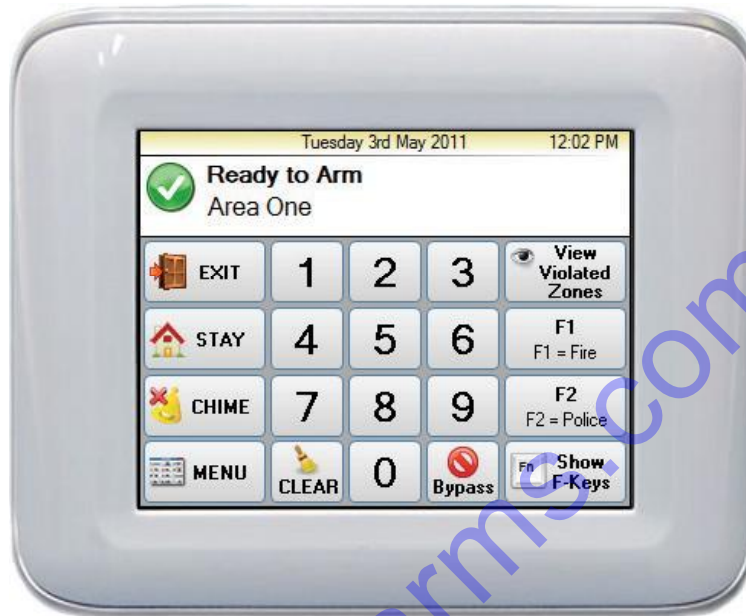 Tuesday 3rd May 2011 12:02 PM
Ready to Arm
Area One
EXIT 1 2 3 View Violated Zones
STAY 4 5 6 F1
F1 = Fire
CHIME 7 8 9 F2
F2 = Police
MENU CLEAR 0 Bypass Fn Show F-Keys